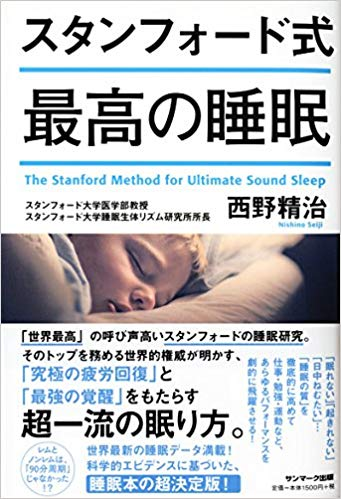 スタンフォード式
最高の睡眠
The Stanford Method for Ultimate Sound Sleep
スタンフォード大学医学部教授
スタンフォード大学睡眠生体リズム研究所所長
西野精治
Nishino Seiji
「世界最高」の呼び声高いスタンフォードの睡眠研究。
そのトップを務める世界的権威が明かす、
「究極の疲労回復」と
「最強の覚醒」をもたらす
超一流の眠り方。
「眠れない」「起きれない」
「日中ねむたい…」
「睡眠の質」を
徹底的に高めて
仕事・勉強・運動など、
あらゆるパフォーマンスを
劇的に飛躍させる!
レムと
ノンレムは、
「90分周期」
じゃなかった!?
世界最新の睡眠データ満載!
科学的エビデンスに基づいた、
睡眠本の超決定版!
サンマーク出版
定価=本体1500円+税